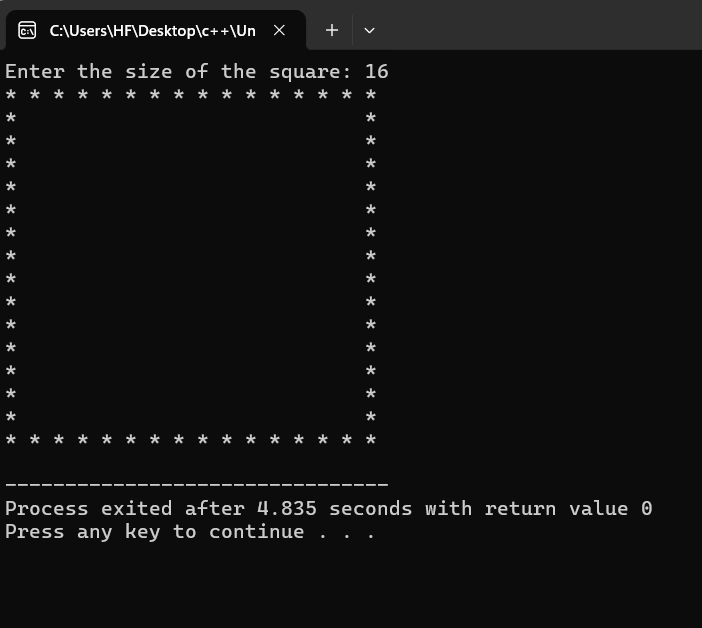 C:\Users\HF\Desktop\c++\Un
Enter the size of the square: 16
* * * * * * * * * * * * * * * *
*                             *
*                             *
*                             *
*                             *
*                             *
*                             *
*                             *
*                             *
*                             *
*                             *
*                             *
*                             *
*                             *
*                             *
* * * * * * * * * * * * * * * *
--------------------------------
Process exited after 4.835 seconds with return value 0
Press any key to continue . . .